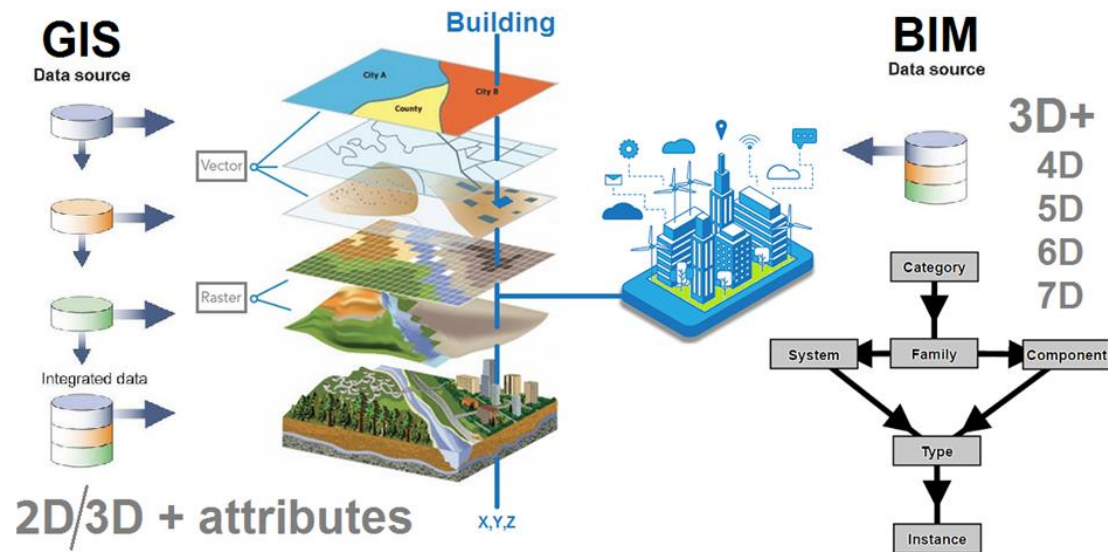 GIS
Data source
Integrated data
2D/3D + attributes
Vector
Raster
Building
City A
City B
County
X,Y,Z
BIM
Data source
3D+
4D
5D
6D
7D
Category
System
Family
Component
Type
Instance